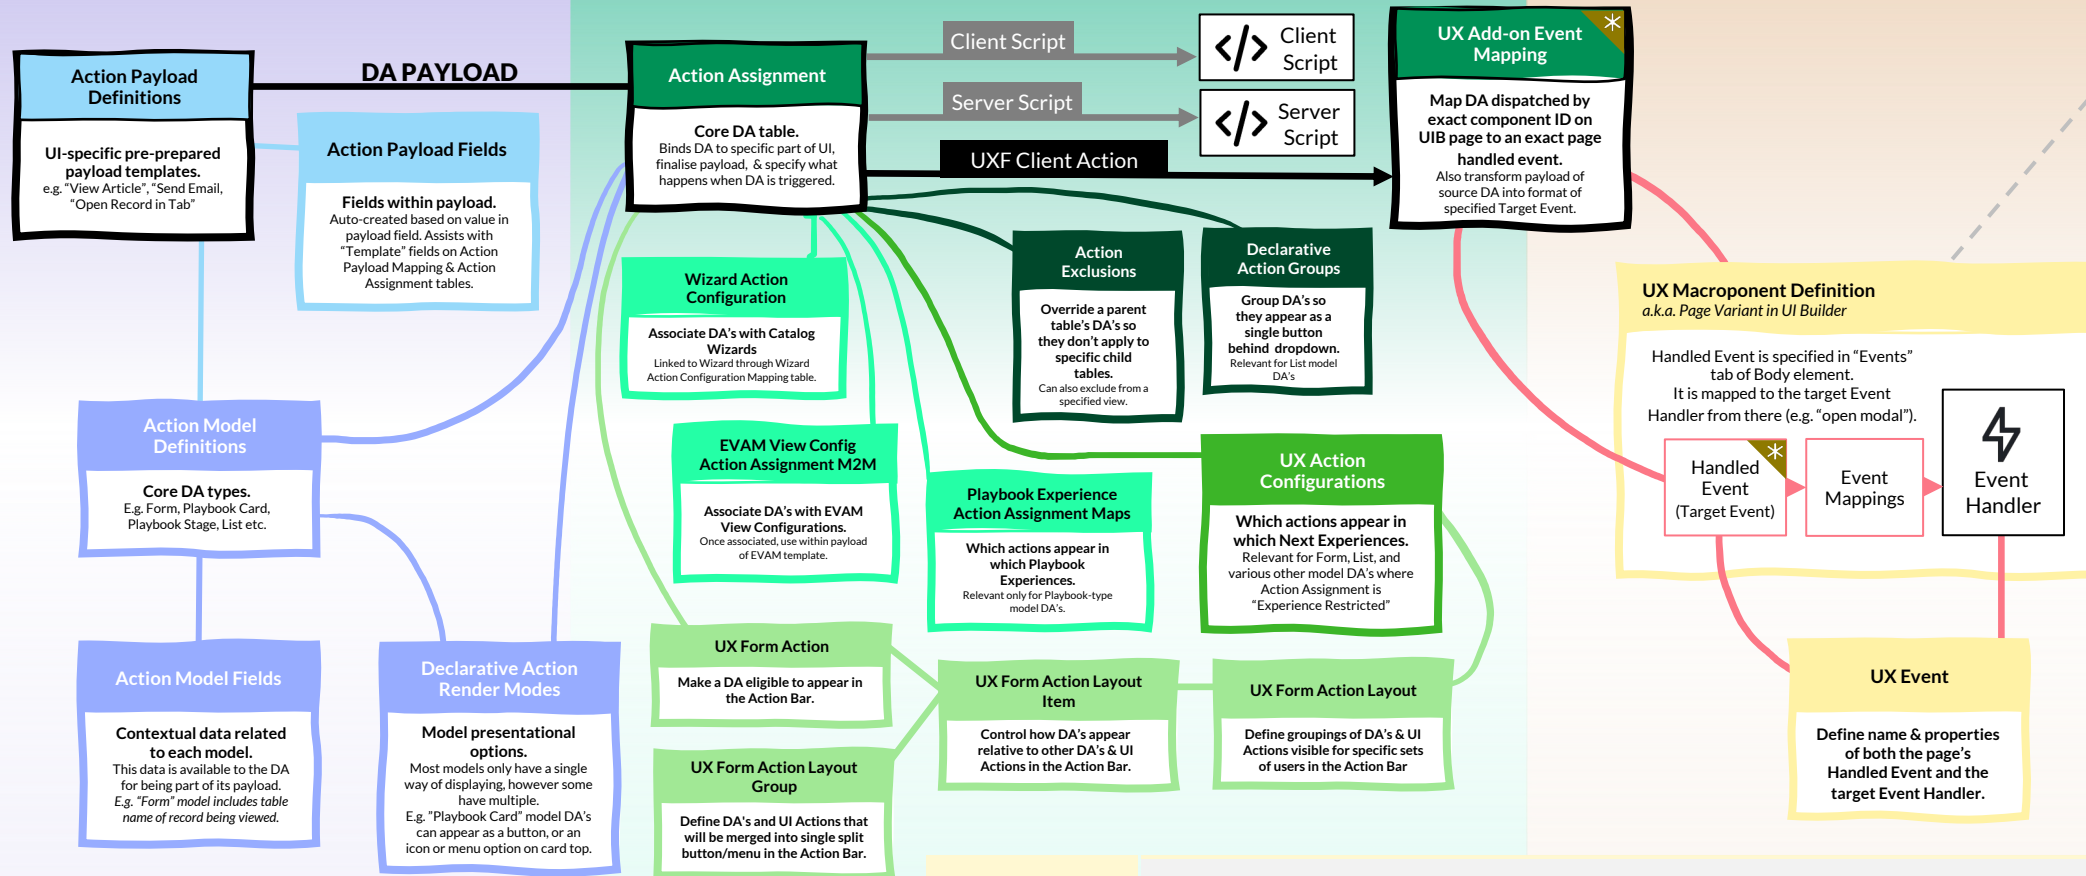 Action Payload
Definitions
UI-specific pre-prepared
payload templates.
e.g. “View Article”, “Send Email,
“Open Record in Tab”
DA PAYLOAD
Action Payload Fields
Fields within payload.
Auto-created based on value in
payload field. Assists with
“Template” fields on Action
Payload Mapping & Action
Assignment tables.
Action Model
Definitions
Core DA types.
E.g. Form, Playbook Card,
Playbook Stage, List etc.
Action Model Fields
Contextual data related
to each model.
This data is available to the DA
for being part of its payload.
E.g. “Form” model includes table
name of record being viewed.
Declarative Action
Render Modes
Model presentational
options.
Most models only have a single
way of displaying, however some
have multiple.
E.g. ”Playbook Card” model DA’s
can appear as a button, or an
icon or menu option on card top.
Action Assignment
Core DA table.
Binds DA to specific part of UI,
finalise payload, & specify what
happens when DA is triggered.
Client Script
Client
Script
Server Script
Server
Script
UXF Client Action
Wizard Action
Configuration
Associate DA’s with Catalog
Wizards
Linked to Wizard through Wizard
Action Configuration Mapping table.
EVAM View Config
Action Assignment M2M
Associate DA’s with EVAM
View Configurations.
Once associated, use within payload
of EVAM template.
Playbook Experience
Action Assignment Maps
Which actions appear in
which Playbook
Experiences.
Relevant only for Playbook-type
model DA’s.
Action
Exclusions
Override a parent
table’s DA’s so
they don’t apply to
specific child
tables.
Can also exclude from a
specified view.
Declarative
Action Groups
Group DA’s so
they appear as a
single button
behind dropdown.
Relevant for List model
DA’s
UX Action
Configurations
Which actions appear in
which Next Experiences.
Relevant for Form, List, and
various other model DA’s where
Action Assignment is
“Experience Restricted”
UX Form Action
Make a DA eligible to appear in
the Action Bar.
UX Form Action Layout
Group
Define DA’s and UI Actions that
will be merged into single split
button/menu in the Action Bar.
UX Form Action Layout
Item
Control how DA’s appear
relative to other DA’s & UI
Actions in the Action Bar.
UX Form Action Layout
Define groupings of DA’s & UI
Actions visible for specific sets
of users in the Action Bar
UX Add-on Event
Mapping
Map DA dispatched by
exact component ID on
UIB page to an exact page
handled event.
Also transform payload of
source DA into format of
specified Target Event.
UX Macroponent Definition
a.k.a. Page Variant in UI Builder
Handled Event is specified in “Events”
tab of Body element.
It is mapped to the target Event
Handler from there (e.g. “open modal”).
Handled
Event
(Target Event)
Event
Mappings
Event
Handler
UX Event
Define name & properties
of both the page’s
Handled Event and the
target Event Handler.